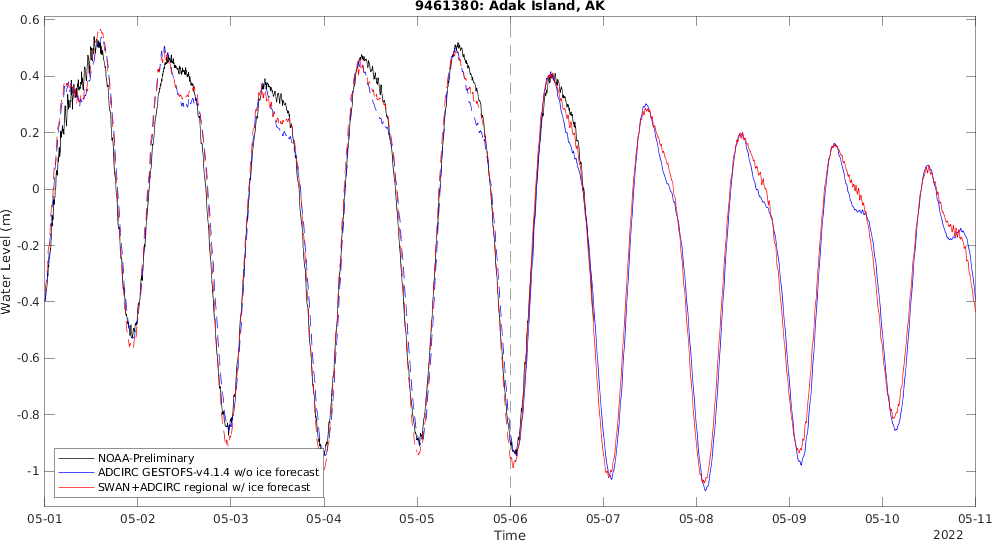 9461380: Adak Island, AK
0.6
0.4
0.2
0
-0.2
-0.4
-0.6
-0.8
-1
Water Level (m)
NOAA-Preliminary
ADCIRC GESTOFS-v4.1.4 w/o ice forecast
SWAN+ADCIRC regional w/ ice forecast
05-01 05-02 05-03 05-04 05-05 05-06 05-07 05-08 05-09 05-10 05-11
Time
2022